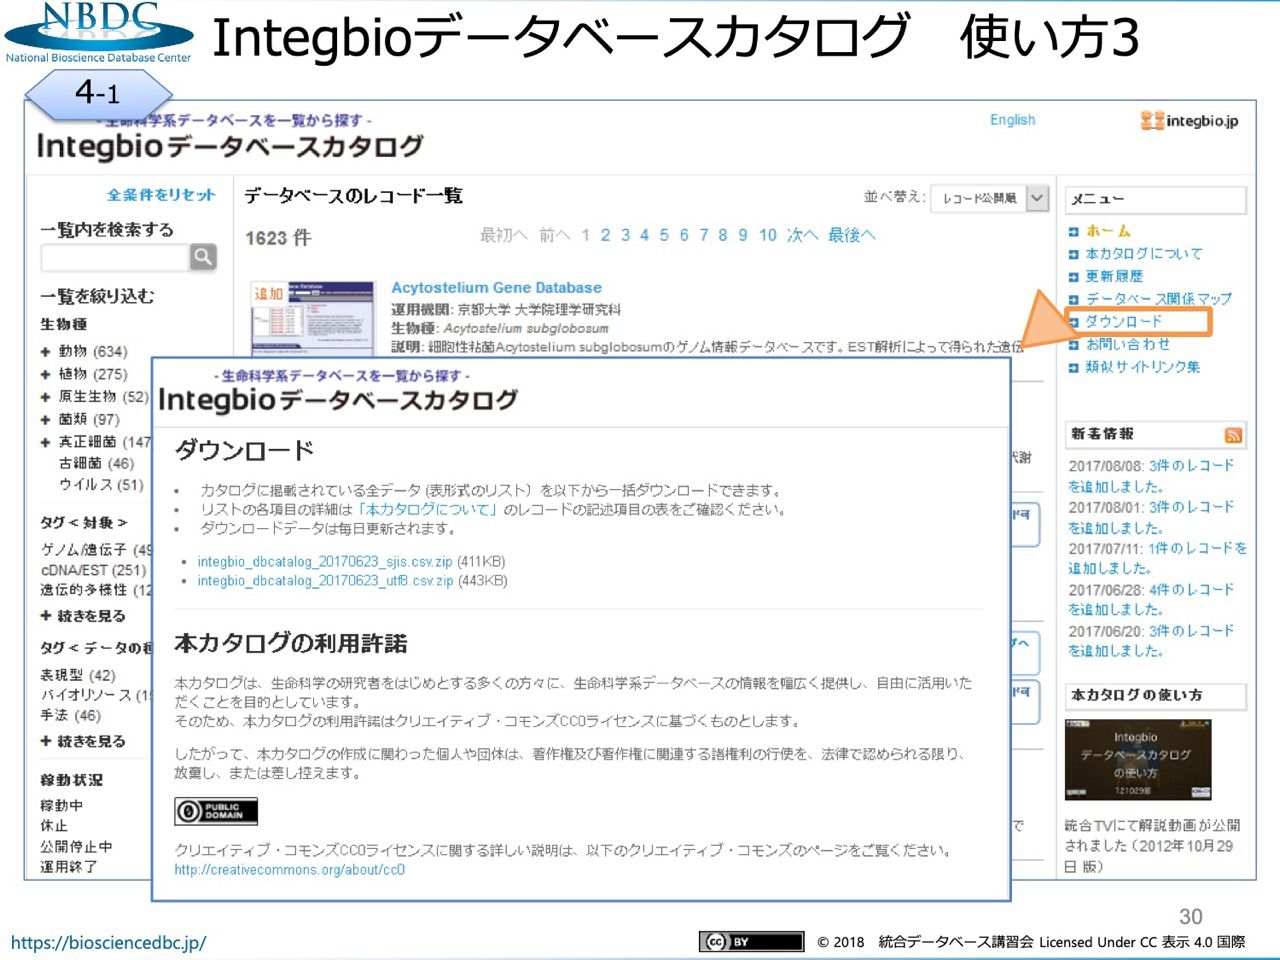 NBDC
National Bioscience Database Center
Integbioデータベースカタログ　使い方3
4-1
- 生命科学系データベースを一覧から探す -
Integbioデータベースカタログ
English
integbio.jp
全条件をリセット
一覧内を検索する
一覧を絞り込む
生物種
+ 動物 (634)
+ 植物 (275)
+ 原生生物 (52)
+ 菌類 (97)
+ 真正細菌 (147
古細菌 (46)
ウイルス (51)
タグ < 対象 >
ゲノム/遺伝子 (49
cDNA/EST (251)
遺伝的多様性 (12
+ 続きを見る
タグ < データの種
表現型 (42)
バイオリソース (15
手法 (46)
+ 続きを見る
稼動状況
稼動中
休止
公開停止中
運用終了
データベースのレコード一覧
並べ替え: レコード公開順
1623 件
最初へ 前へ 1 2 3 4 5 6 7 8 9 10 次へ 最後へ
追加
Acytostelium Gene Database
運用機関: 京都大学 大学院理学研究科
生物種: Acytostelium subglobosum
説明: 細胞性粘菌Acytostelium subglobosumのゲノム情報データベースです。EST解析によって得られた遺伝
代謝
ド可
へ
ド可
で
- 生命科学系データベースを一覧から探す -
Integbioデータベースカタログ
ダウンロード
• カタログに掲載されている全データ (表形式のリスト) を以下から一括ダウンロードできます。
• リストの各項目の詳細は「本カタログについて」のレコードの記述項目の表をご確認ください。
• ダウンロードデータは毎日更新されます。
• integbio_dbcatalog_20170623_sjis.csv.zip (411KB)
• integbio_dbcatalog_20170623_utf8.csv.zip (443KB)
本カタログの利用許諾
本カタログは、生命科学の研究者をはじめとする多くの方々に、生命科学系データベースの情報を幅広く提供し、自由に活用いた
だくことを目的としています。
そのため、本カタログの利用許諾はクリエイティブ・コモンズCC0ライセンスに基づくものとします。
したがって、本カタログの作成に関わった個人や団体は、著作権及び著作権に関連する諸権利の行使を、法律で認められる限り、
放棄し、または差し控えます。
PUBLIC
DOMAIN
クリエイティブ・コモンズCC0ライセンスに関する詳しい説明は、以下のクリエイティブ・コモンズのページをご覧ください。
http://creativecommons.org/about/cc0
メニュー
ホーム
本カタログについて
更新履歴
データベース関係マップ
ダウンロード
お問い合わせ
類似サイトリンク集
新着情報
2017/08/08: 3件のレコード
を追加しました。
2017/08/01: 3件のレコード
を追加しました。
2017/07/11: 1件のレコードを
追加しました。
2017/06/28: 4件のレコード
を追加しました。
2017/06/20: 3件のレコード
を追加しました。
本カタログの使い方
Integbio
データベースカタログ
の使い方
121029版
統合TVにて解説動画が公開
されました (2012年10月29
日 版)
30
https://biosciencedbc.jp/
cc BY
© 2018　統合データベース講習会 Licensed Under CC 表示 4.0 国際